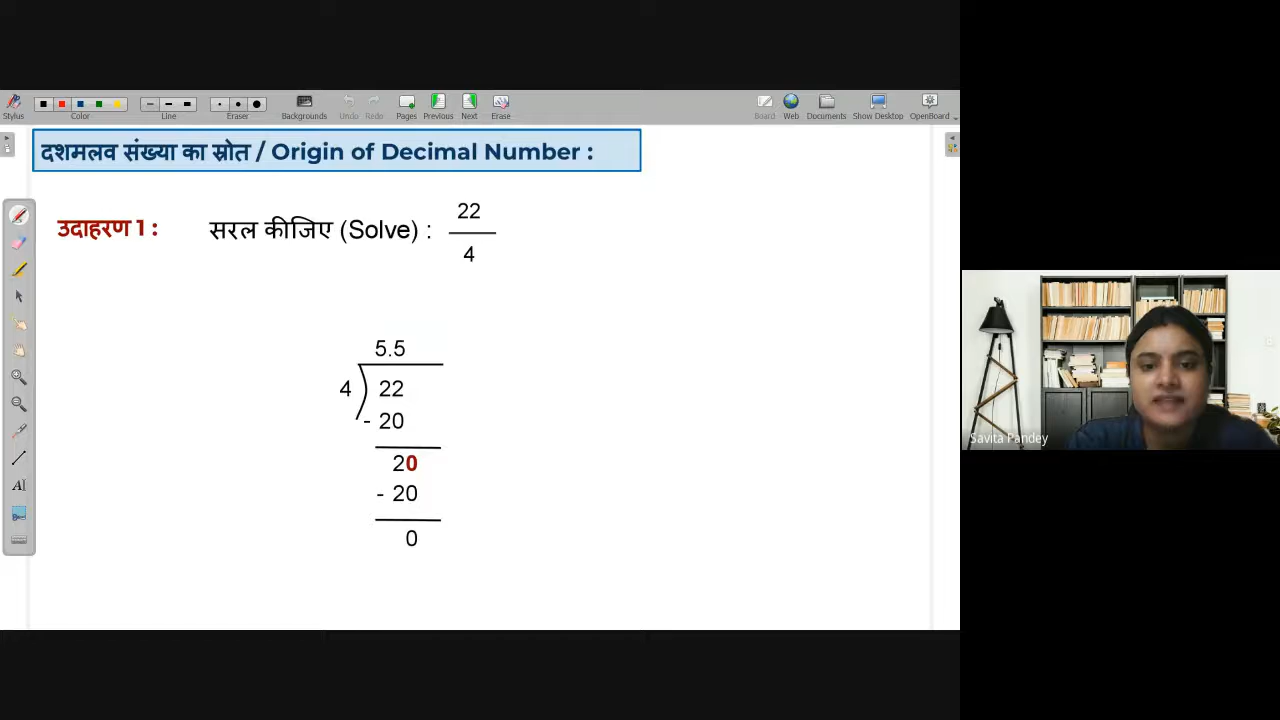 Stylus Color Line Eraser Backgrounds Undo Redo Pages Previous Next Erase Board Web Documents Show Desktop OpenBoard
दशमलव संख्या का स्रोत / Origin of Decimal Number :
उदाहरण 1 : सरल कीजिए (Solve) : 22
4
5.5
4 ) 22
- 20
20
- 20
0
Savita Pandey